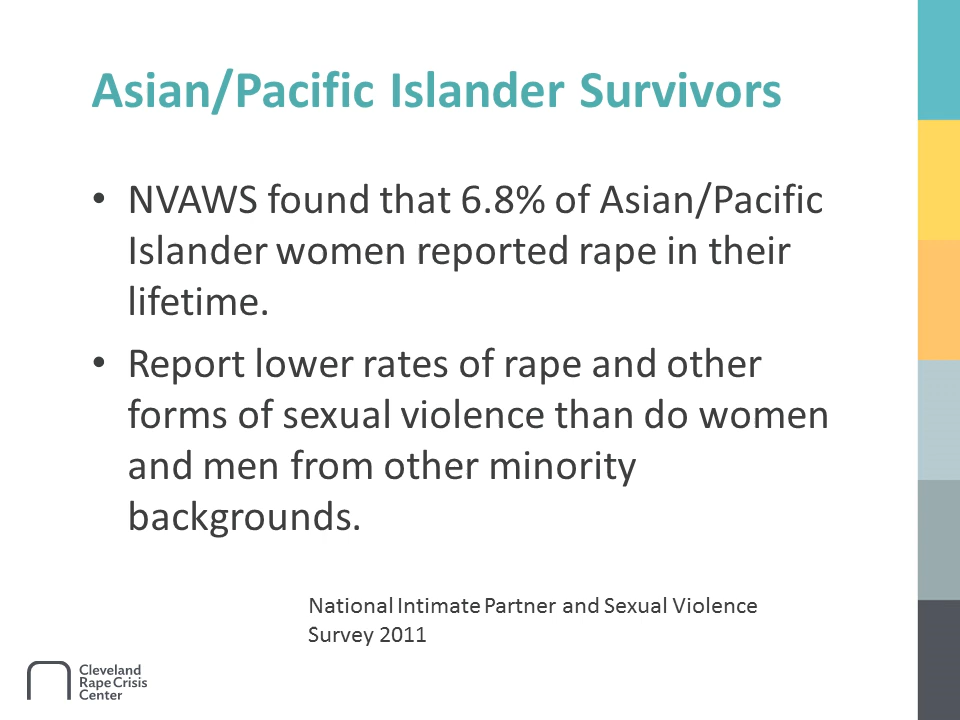 Asian/Pacific Islander Survivors
• NVAWS found that 6.8% of Asian/Pacific
Islander women reported rape in their
lifetime.
• Report lower rates of rape and other
forms of sexual violence than do women
and men from other minority
backgrounds.
National Intimate Partner and Sexual Violence
Survey 2011
Cleveland
Rape Crisis
Center